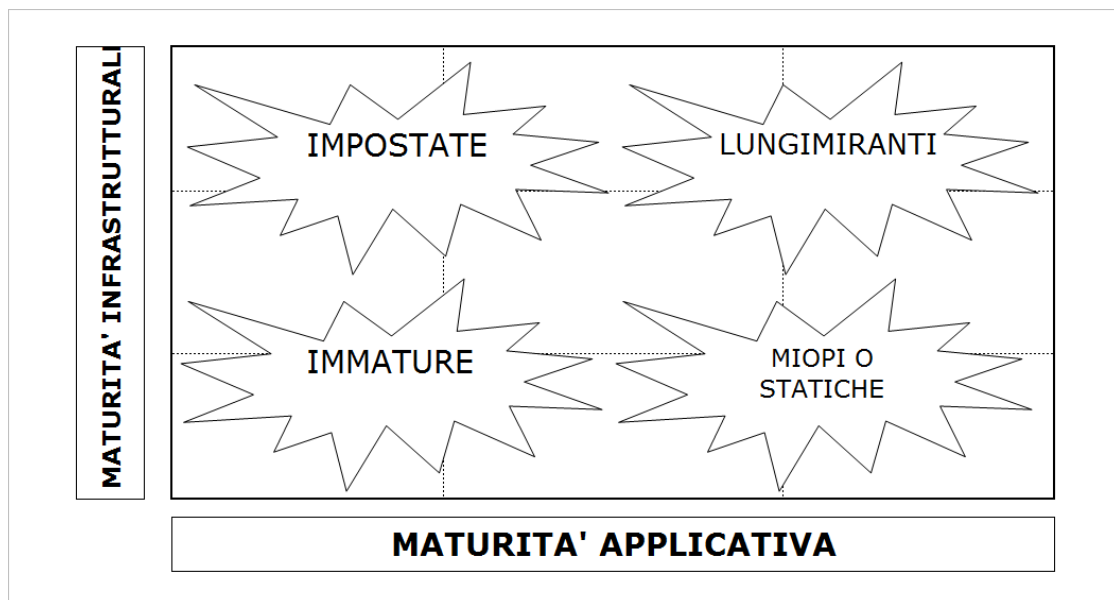 MATURITA' INFRASTRUTTURALI
IMPOSTATE
LUNGIMIRANTI
IMMATURE
MIOPI O
STATICHE
MATURITA' APPLICATIVA